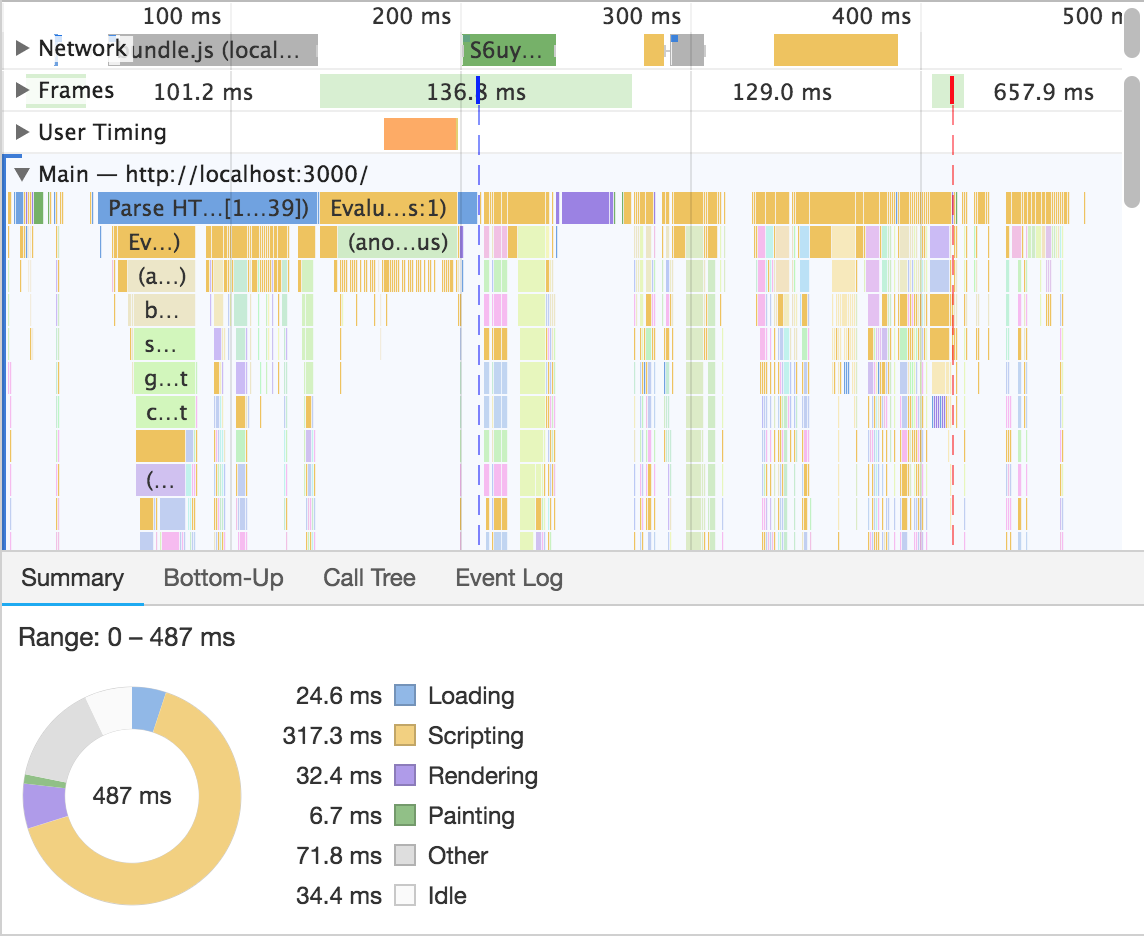 100 ms 200 ms 300 ms 400 ms 500 m
Network undle.js (local... S6uy...
Frames 101.2 ms 136.8 ms 129.0 ms 657.9 ms
User Timing
Main — http://localhost:3000/
Parse HT...[1...39]) Evalu...s:1)
Ev...) (ano...us)
(a...)
b...
s...
g...t
c...t
(...
Summary Bottom-Up Call Tree Event Log
Range: 0 – 487 ms
487 ms
24.6 ms Loading
317.3 ms Scripting
32.4 ms Rendering
6.7 ms Painting
71.8 ms Other
34.4 ms Idle